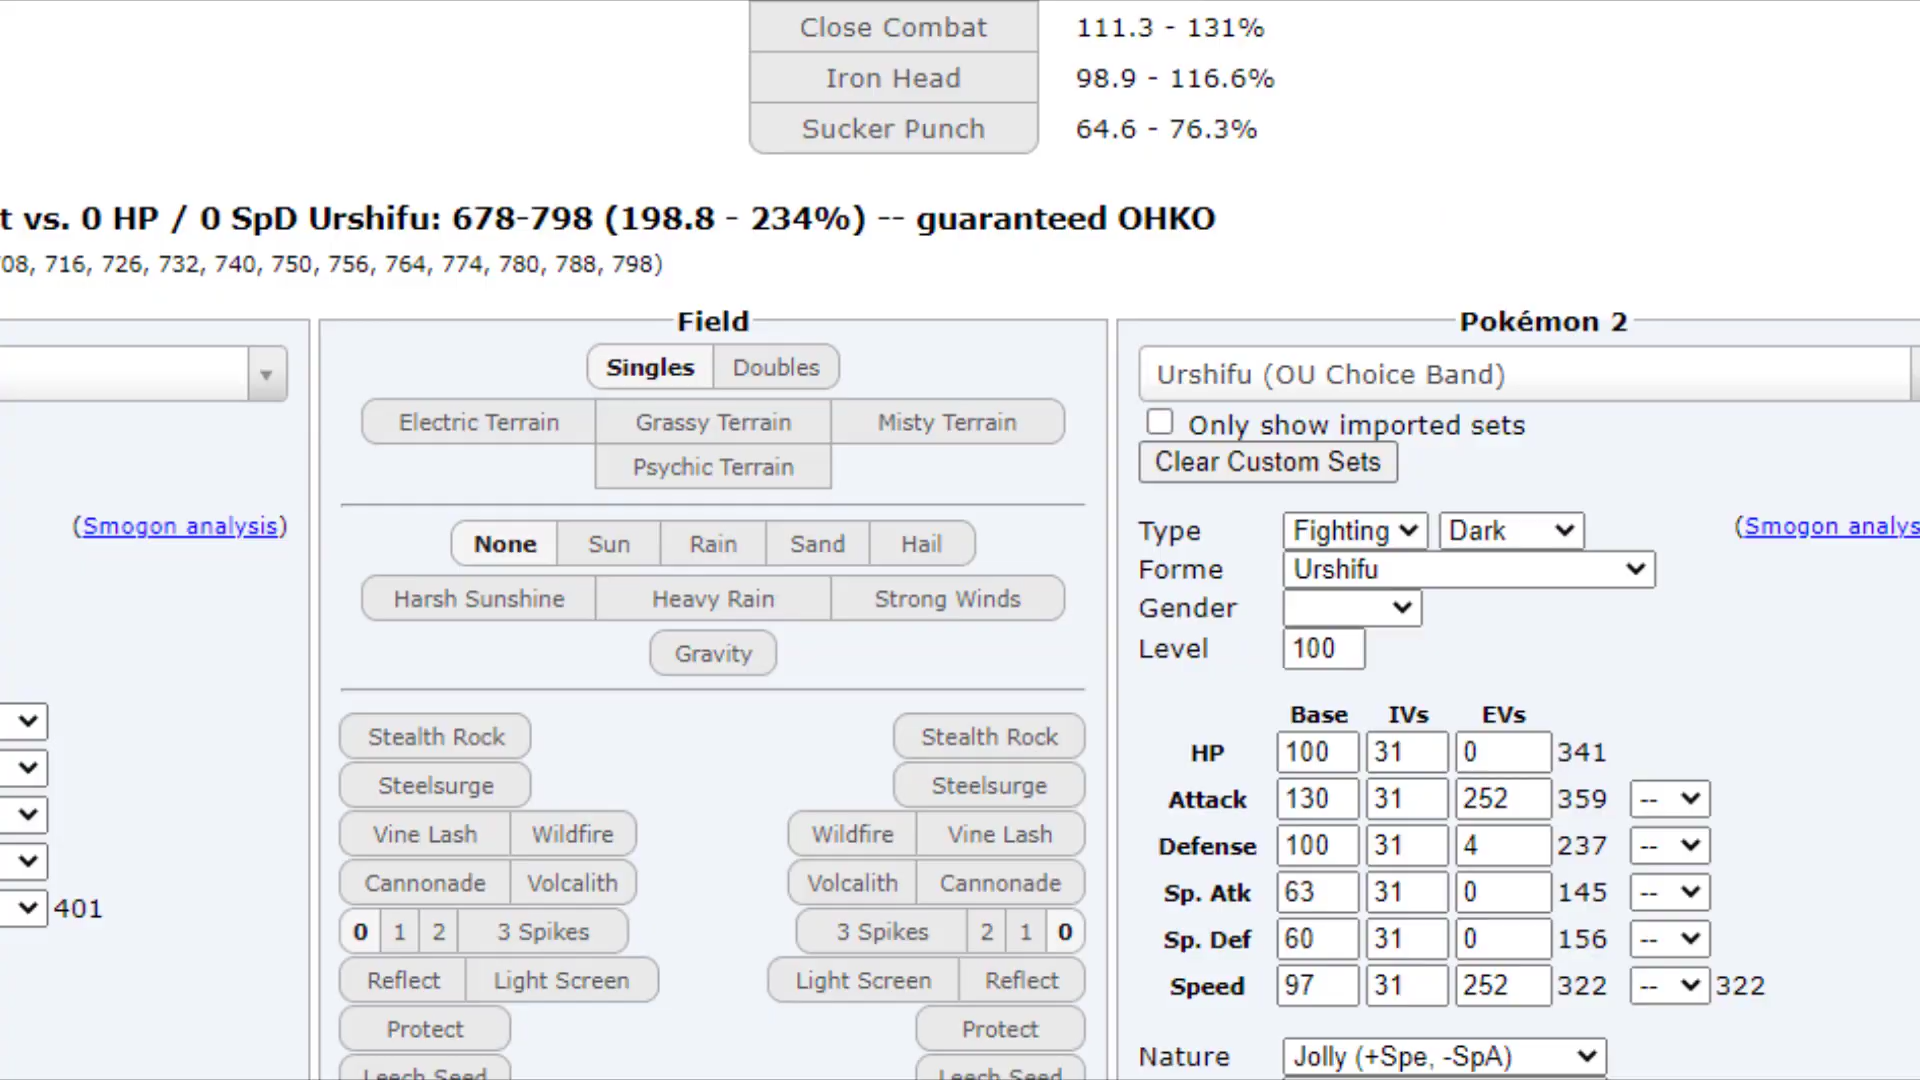 Close Combat 111.3 - 131%
Iron Head 98.9 - 116.6%
Sucker Punch 64.6 - 76.3%
t vs. 0 HP / 0 SpD Urshifu: 678-798 (198.8 - 234%) -- guaranteed OHKO
08, 716, 726, 732, 740, 750, 756, 764, 774, 780, 788, 798)
Field
Pokémon 2
Singles Doubles
Urshifu (OU Choice Band)
Electric Terrain Grassy Terrain Misty Terrain
Only show imported sets
Psychic Terrain
Clear Custom Sets
(Smogon analysis)
Type Fighting Dark (Smogon analys
None Sun Rain Sand Hail
Forme Urshifu
Harsh Sunshine Heavy Rain Strong Winds
Gender
Gravity
Level 100
Base IVs EVs
Stealth Rock Stealth Rock
HP 100 31 0 341
Steelsurge Steelsurge
Attack 130 31 252 359 --
Vine Lash Wildfire Wildfire Vine Lash
Defense 100 31 4 237 --
Cannonade Volcalith Volcalith Cannonade
Sp. Atk 63 31 0 145 --
401
0 1 2 3 Spikes 3 Spikes 2 1 0
Sp. Def 60 31 0 156 --
Reflect Light Screen Light Screen Reflect
Speed 97 31 252 322 -- 322
Protect Protect
Nature Jolly (+Spe, -SpA)
Leech Seed Leech Seed